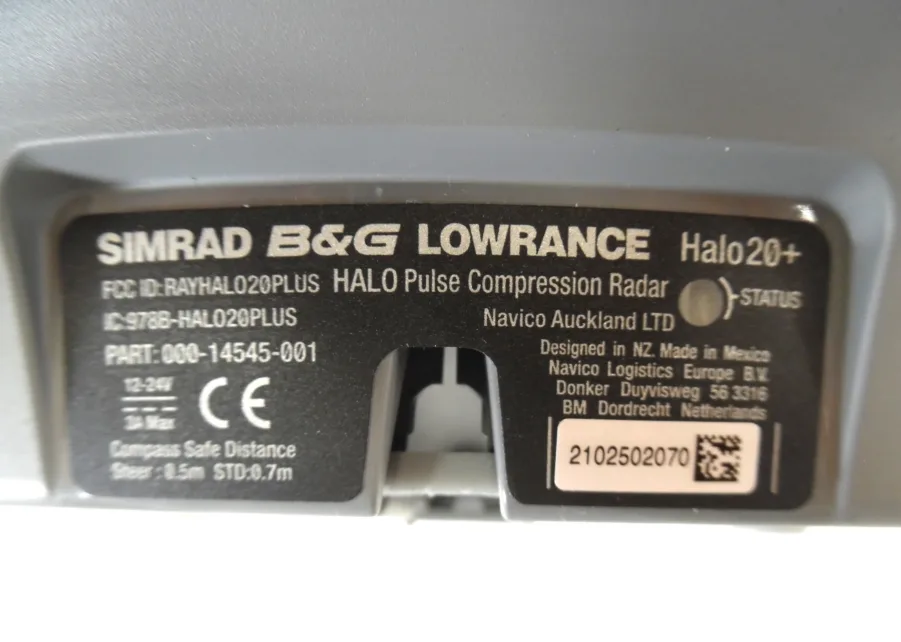 SIMRAD B&G LOWRANCE Halo20+
FCC ID:RAYHALO20PLUS HALO Pulse Compression Radar
STATUS
IC:978B-HALO20PLUS Navico Auckland LTD
PART:000-14545-001
Designed in NZ. Made in Mexico
Navico Logistics Europe B.V.
Donker Duyvisweg 56 3316
BM Dordrecht Netherlands
12-24V
3A Max
CE
Compass Safe Distance
Steer:0.5m STD:0.7m
2102502070